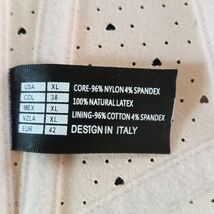 USA XL
COL 38
MEX XL
VZLA XL
EUR 42
CORE-96% NYLON 4% SPANDEX
100% NATURAL LATEX
LINING-96% COTTON 4% SPANDEX
DESIGN IN ITALY